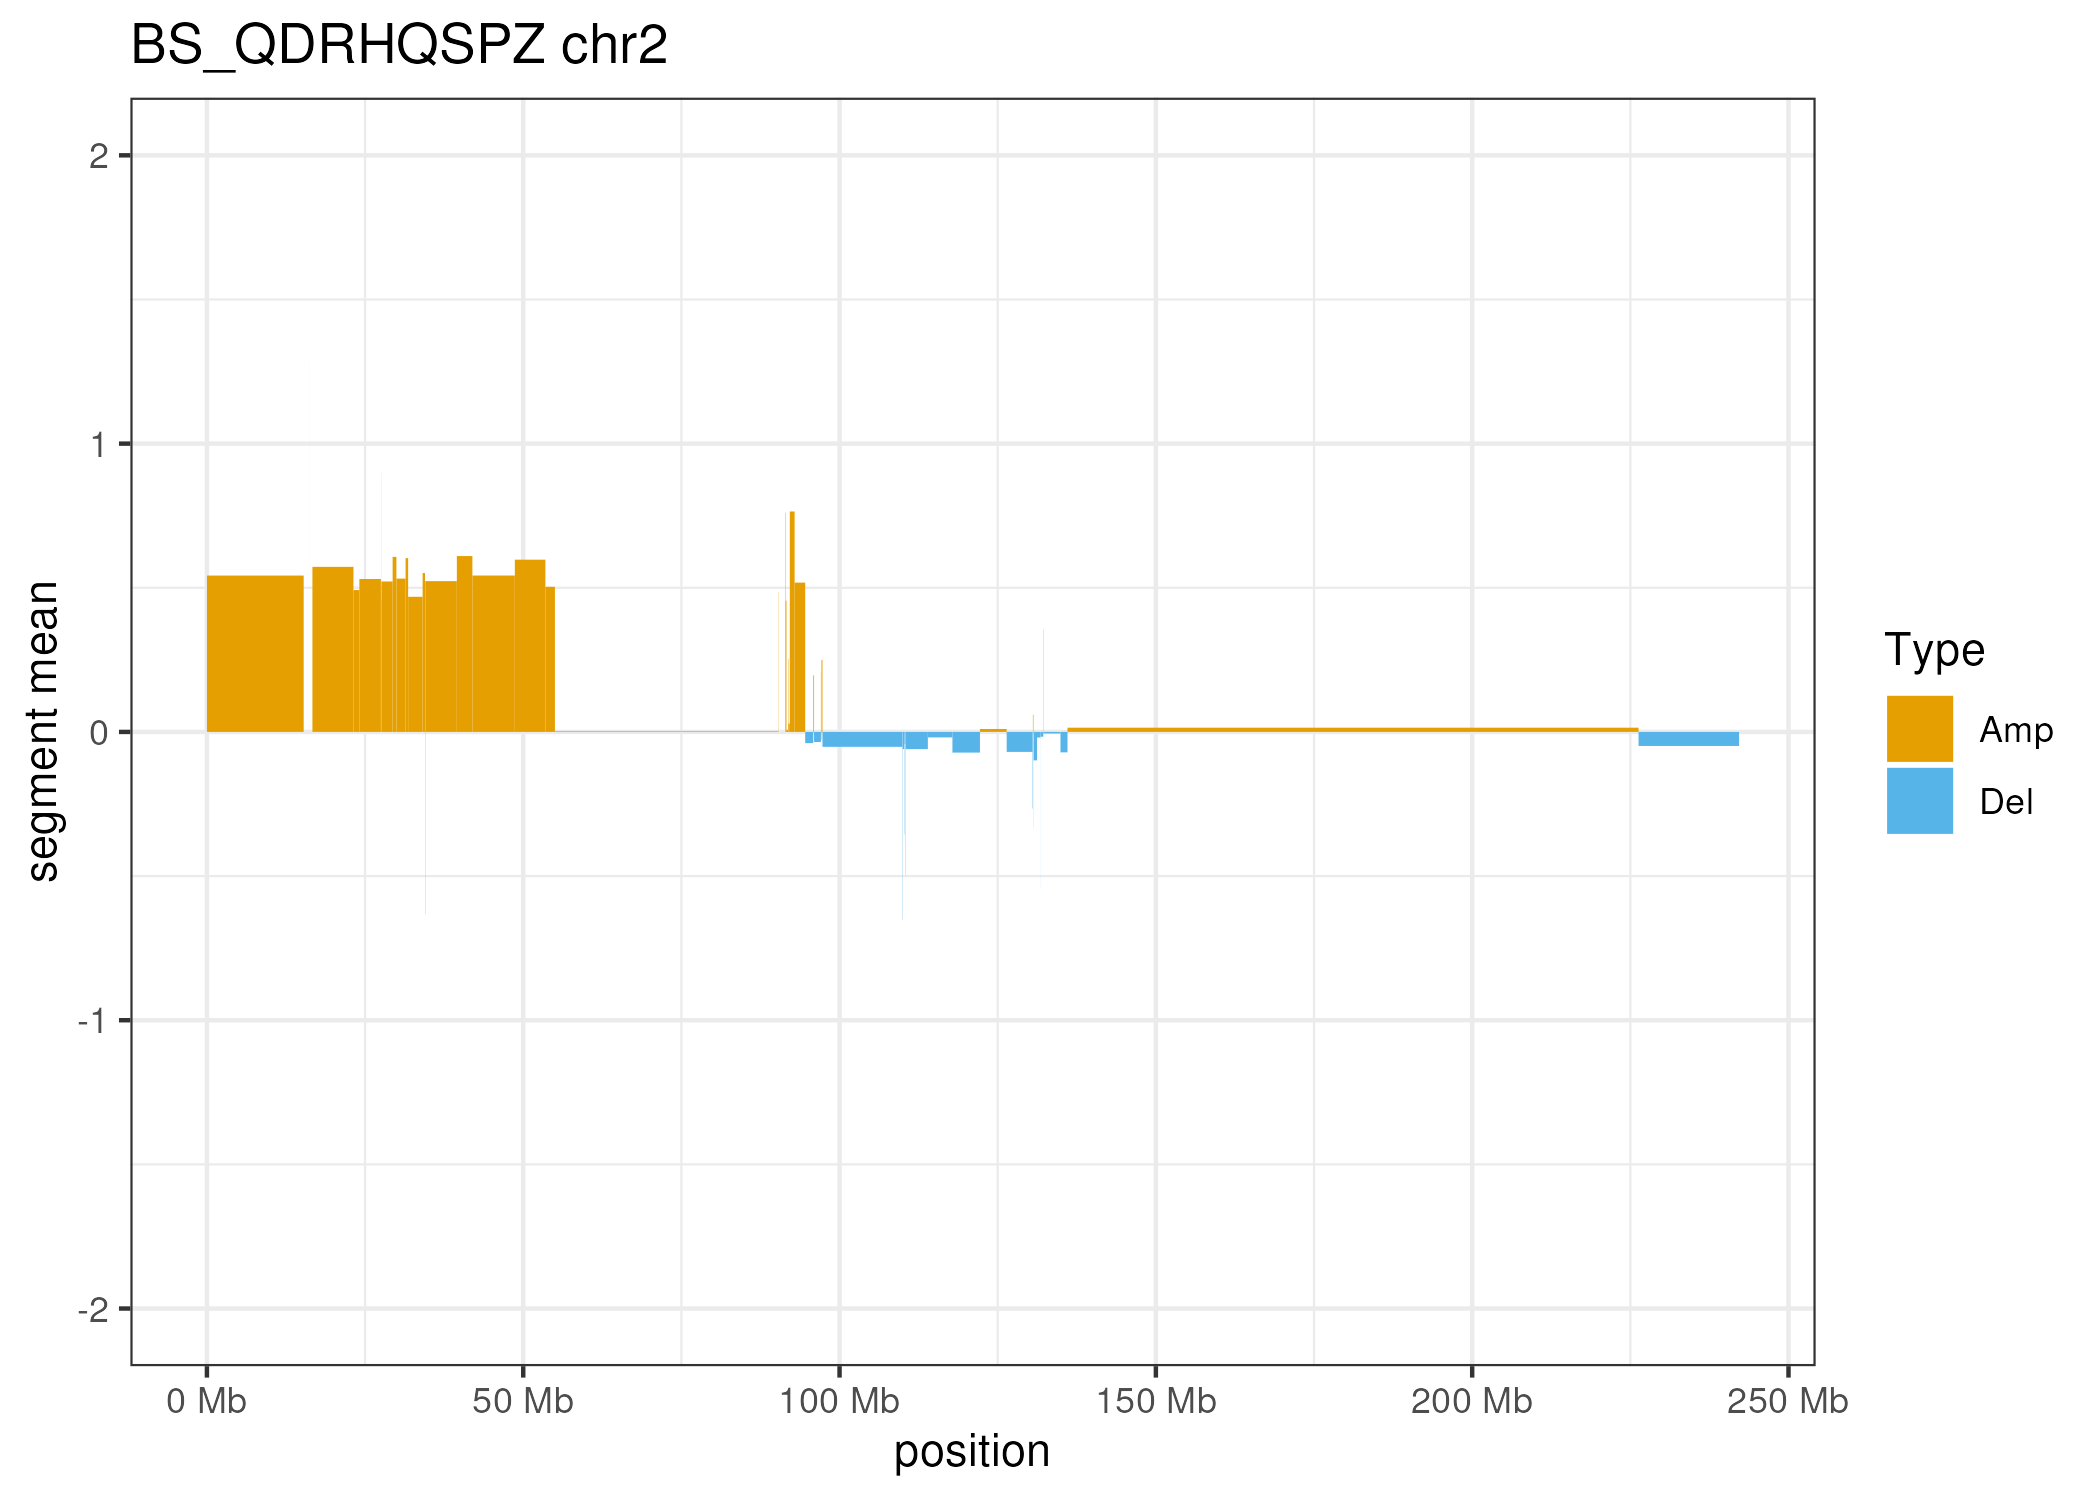 BS_QDRHQSPZ chr2
2
1
0
-1
-2
segment mean
0 Mb
50 Mb
100 Mb
150 Mb
200 Mb
250 Mb
position
Type
Amp
Del